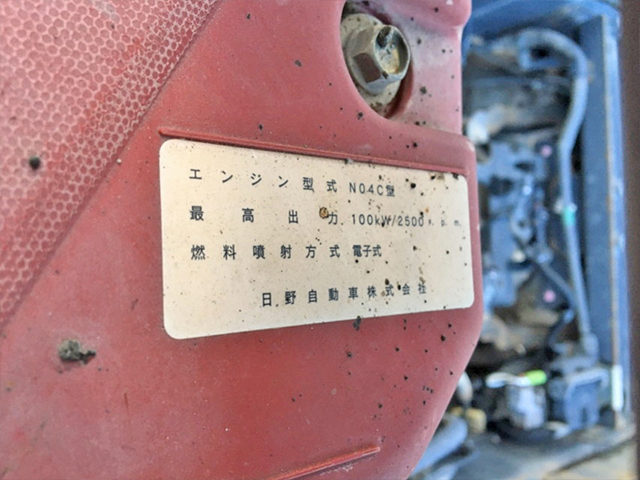 エンジン型式 N04C型
最高出力 100kW/2500r.p.m.
燃料噴射方式 電子式
日野自動車株式会社